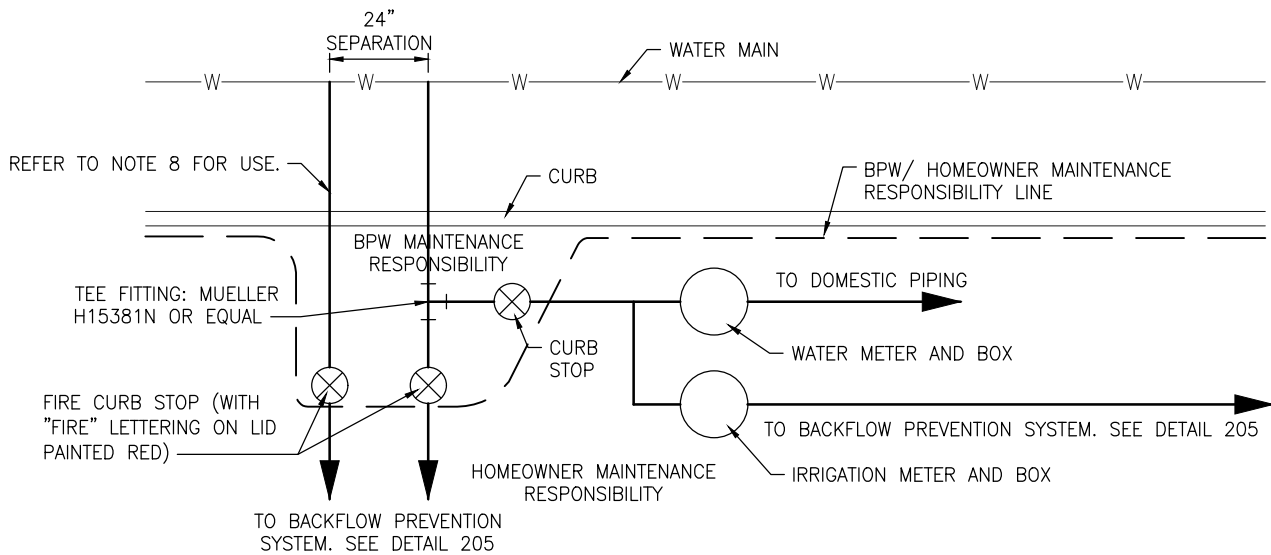 24"
SEPARATION
WATER MAIN
W W W W W W W
REFER TO NOTE 8 FOR USE.
CURB
BPW/ HOMEOWNER MAINTENANCE
RESPONSIBILITY LINE
BPW MAINTENANCE
RESPONSIBILITY
TEE FITTING: MUELLER
H15381N OR EQUAL
TO DOMESTIC PIPING
CURB
STOP
WATER METER AND BOX
FIRE CURB STOP (WITH
"FIRE" LETTERING ON LID
PAINTED RED)
TO BACKFLOW PREVENTION SYSTEM. SEE DETAIL 205
HOMEOWNER MAINTENANCE
RESPONSIBILITY
IRRIGATION METER AND BOX
TO BACKFLOW PREVENTION
SYSTEM. SEE DETAIL 205